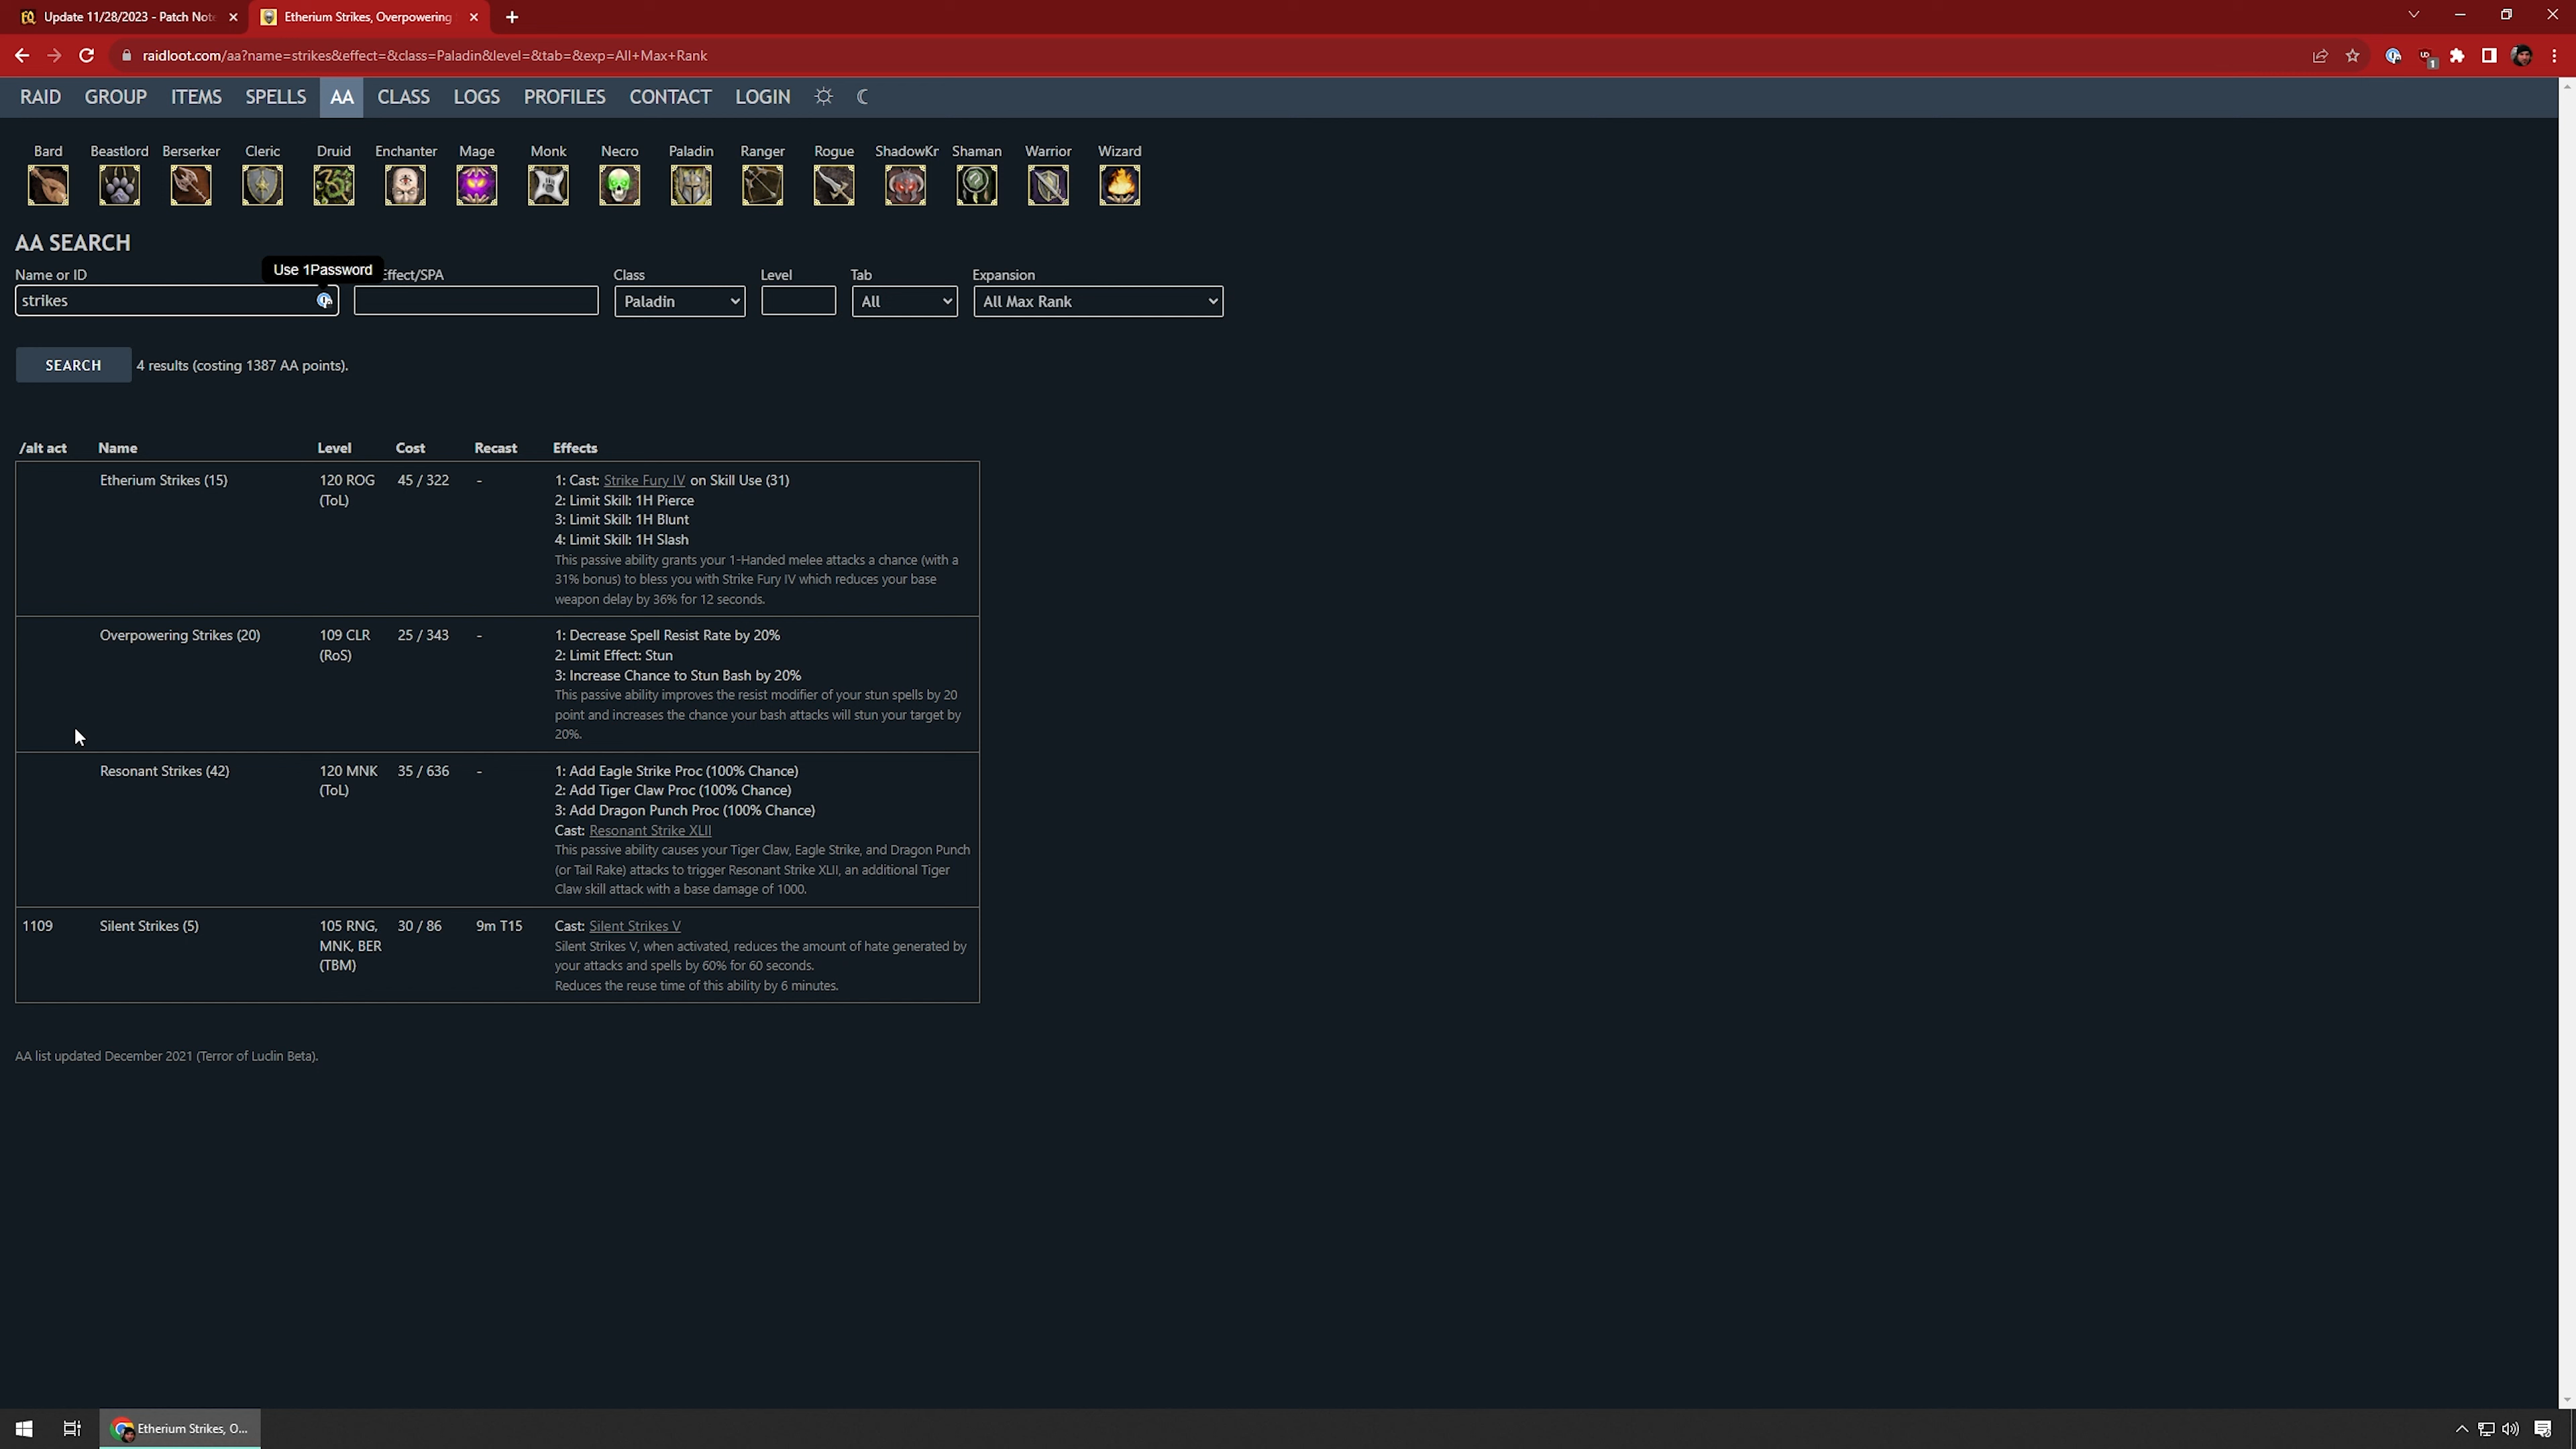 Update 11/28/2023 - Patch Note
Etherium Strikes, Overpowering
raidloot.com/aa?name=strikes&effect=&class=Paladin&level=&tab=&exp=All+Max+Rank
1
RAID GROUP ITEMS SPELLS AA CLASS LOGS PROFILES CONTACT LOGIN
Bard Beastlord Berserker Cleric Druid Enchanter Mage Monk Necro Paladin Ranger Rogue ShadowKr Shaman Warrior Wizard
AA SEARCH
Name or ID Use 1Password Effect/SPA Class Level Tab Expansion
strikes Paladin All All Max Rank
SEARCH 4 results (costing 1387 AA points).
/alt act Name Level Cost Recast Effects
Etherium Strikes (15) 120 ROG 45 / 322 - 1: Cast: Strike Fury IV on Skill Use (31)
(ToL) 2: Limit Skill: 1H Pierce
3: Limit Skill: 1H Blunt
4: Limit Skill: 1H Slash
This passive ability grants your 1-Handed melee attacks a chance (with a
31% bonus) to bless you with Strike Fury IV which reduces your base
weapon delay by 36% for 12 seconds.
Overpowering Strikes (20) 109 CLR 25 / 343 - 1: Decrease Spell Resist Rate by 20%
(RoS) 2: Limit Effect: Stun
3: Increase Chance to Stun Bash by 20%
This passive ability improves the resist modifier of your stun spells by 20
point and increases the chance your bash attacks will stun your target by
20%.
Resonant Strikes (42) 120 MNK 35 / 636 - 1: Add Eagle Strike Proc (100% Chance)
(ToL) 2: Add Tiger Claw Proc (100% Chance)
3: Add Dragon Punch Proc (100% Chance)
Cast: Resonant Strike XLII
This passive ability causes your Tiger Claw, Eagle Strike, and Dragon Punch
(or Tail Rake) attacks to trigger Resonant Strike XLII, an additional Tiger
Claw skill attack with a base damage of 1000.
1109 Silent Strikes (5) 105 RNG, 30 / 86 9m T15 Cast: Silent Strikes V
MNK, BER Silent Strikes V, when activated, reduces the amount of hate generated by
(TBM) your attacks and spells by 60% for 60 seconds.
Reduces the reuse time of this ability by 6 minutes.
AA list updated December 2021 (Terror of Luclin Beta).
Etherium Strikes, O...